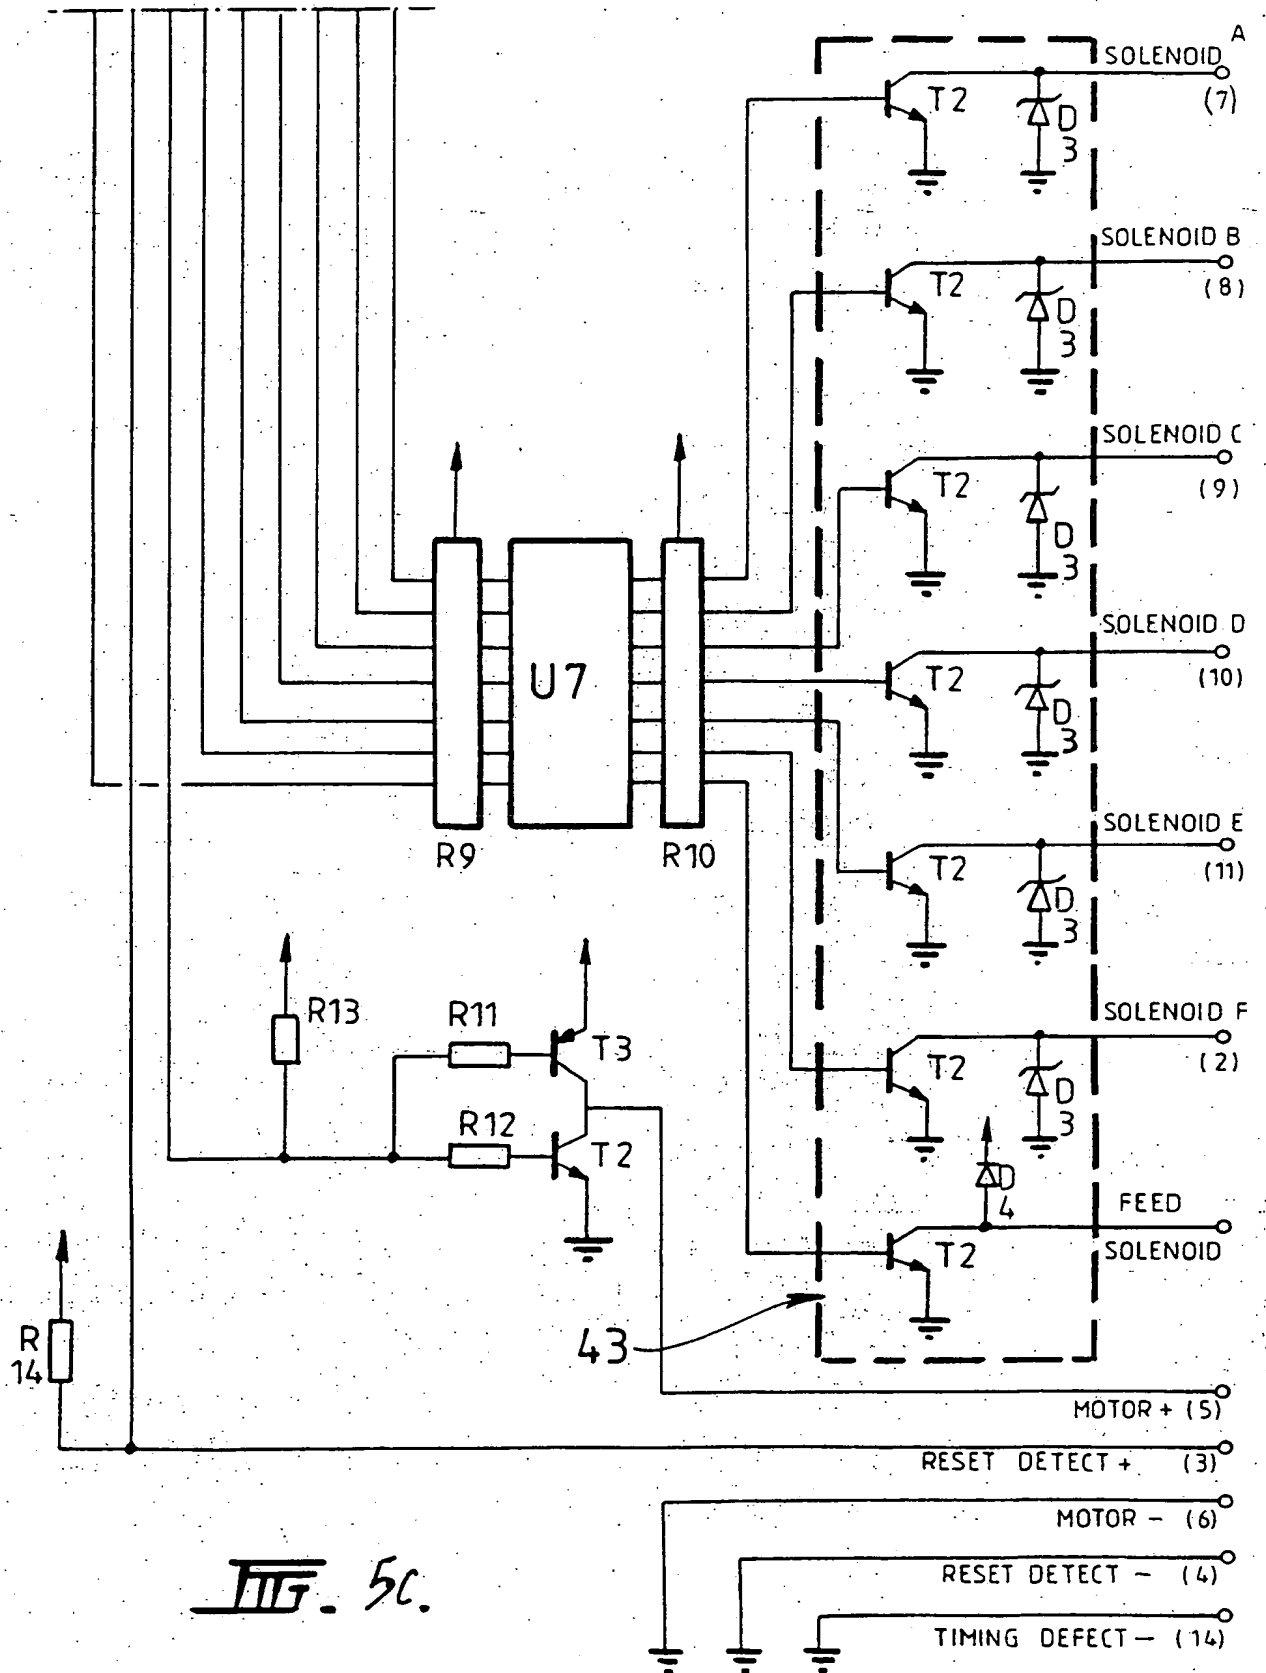 A
SOLENOID
(7)
T2
D
3
SOLENOID B
(8)
T2
D
3
SOLENOID C
(9)
T2
D
3
SOLENOID D
(10)
T2
D
3
U7
R9
R10
SOLENOID E
(11)
T2
D
3
SOLENOID F
(2)
T2
D
3
R13
R11
T3
R12
T2
D
4
FEED
SOLENOID
T2
43
R
14
MOTOR + (5)
RESET DETECT + (3)
MOTOR - (6)
RESET DETECT - (4)
TIMING DEFECT - (14)
FIG. 5C.